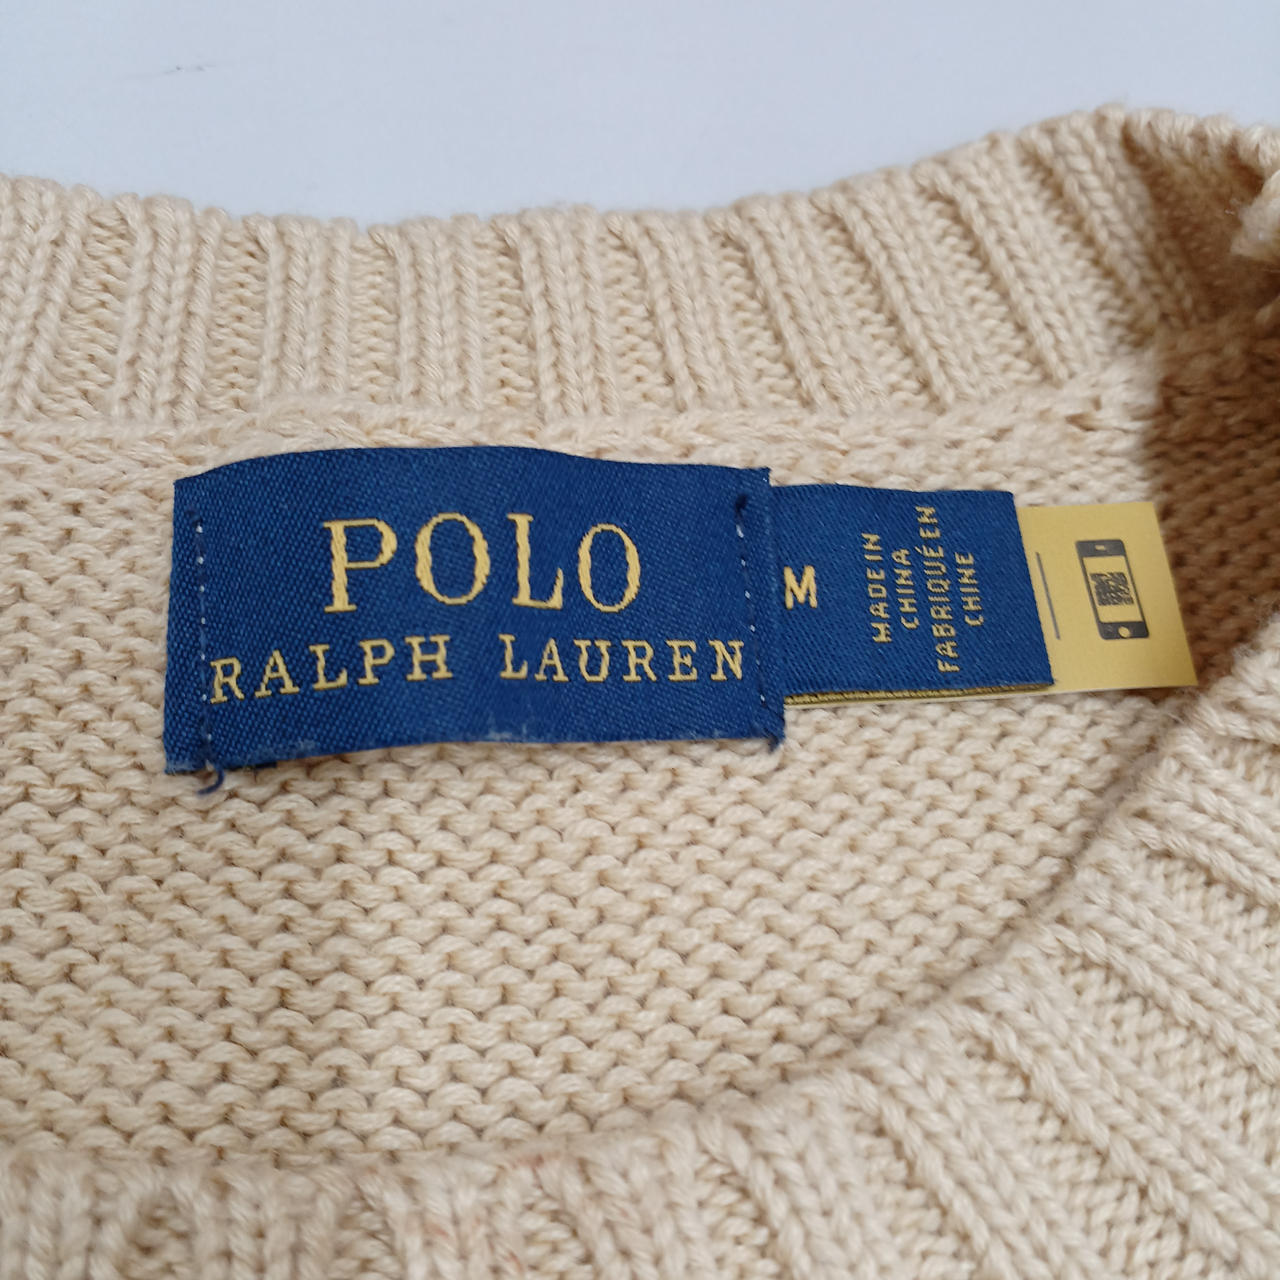 POLO
RALPH LAUREN
M
MADE IN
CHINA
FABRIQUÉ EN
CHINE